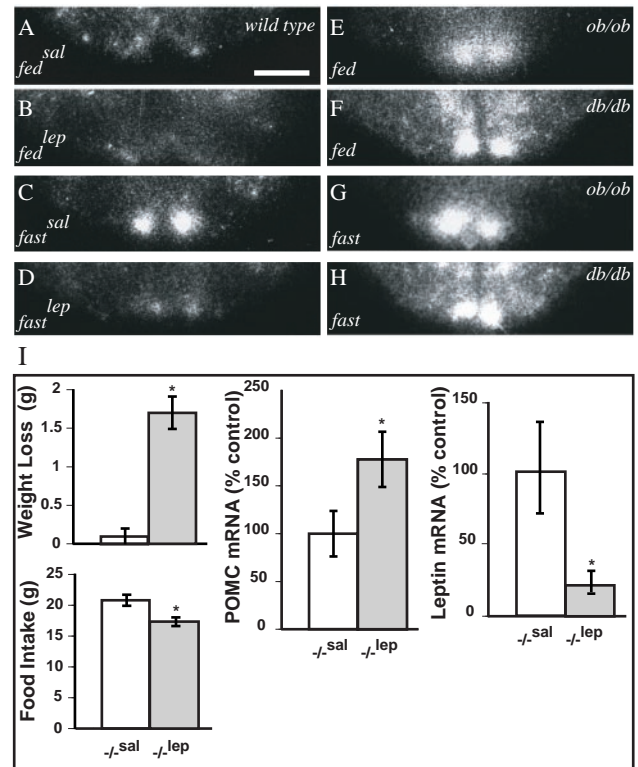 A
wild type
fed sal
B
fed lep
C
fast sal
D
fast lep
E
ob/ob
fed
F
db/db
fed
G
ob/ob
fast
H
db/db
fast
I
Weight Loss (g)
2
1.5
1
0.5
0
*
Food Intake (g)
25
20
15
10
5
0
*
-/-sal -/-lep
POMC mRNA (% control)
250
200
150
100
50
0
*
-/-sal -/-lep
Leptin mRNA (% control)
150
100
50
0
*
-/-sal -/-lep